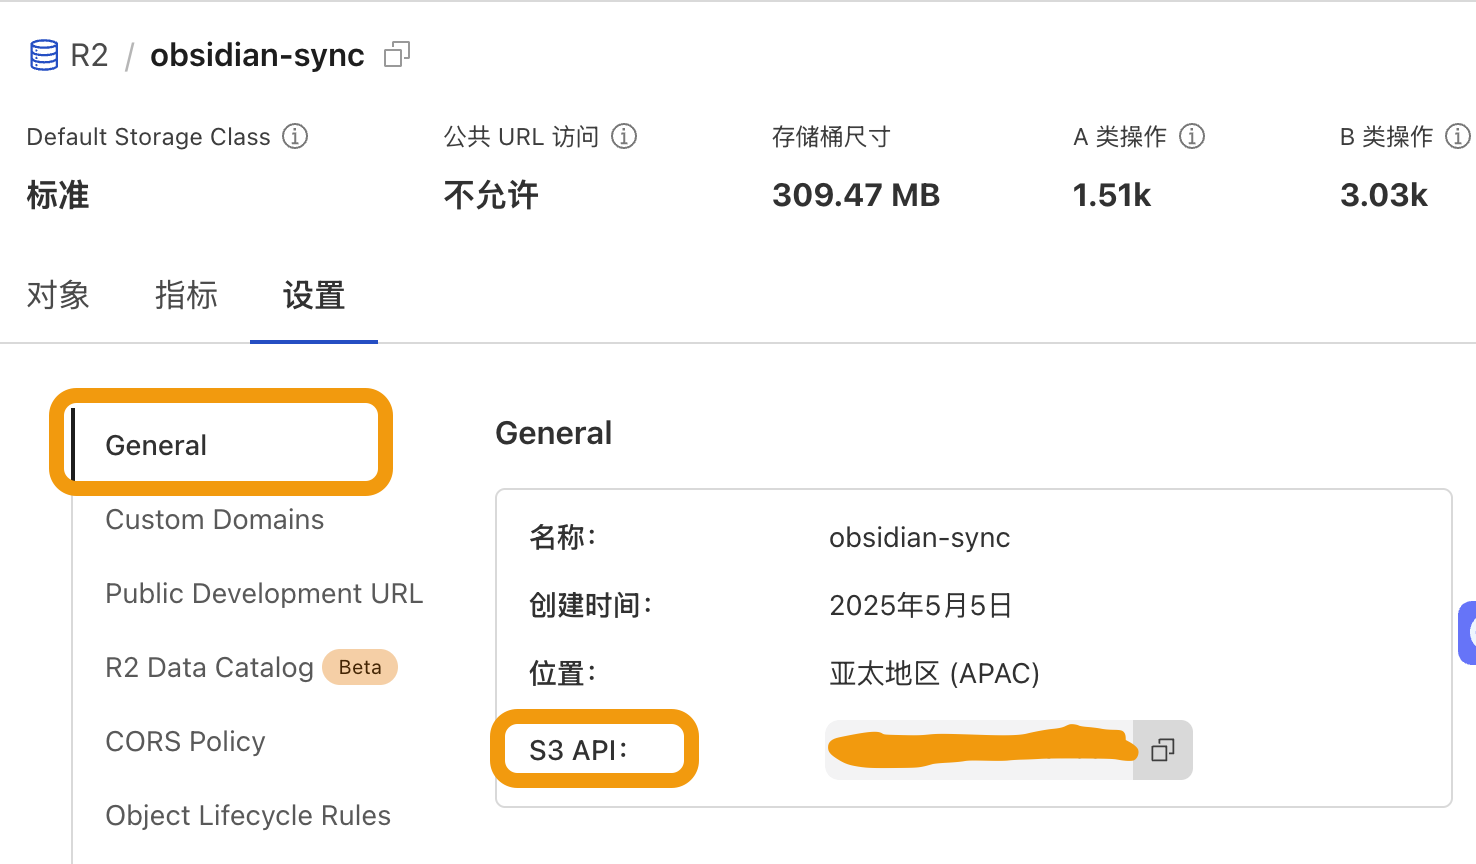 R2 / obsidian-sync
Default Storage Class 公共 URL 访问 存储桶尺寸 A 类操作 B 类操作
标准 不允许 309.47 MB 1.51k 3.03k
对象 指标 设置
General
Custom Domains
Public Development URL
R2 Data Catalog Beta
CORS Policy
Object Lifecycle Rules
General
名称： obsidian-sync
创建时间： 2025年5月5日
位置： 亚太地区 (APAC)
S3 API：